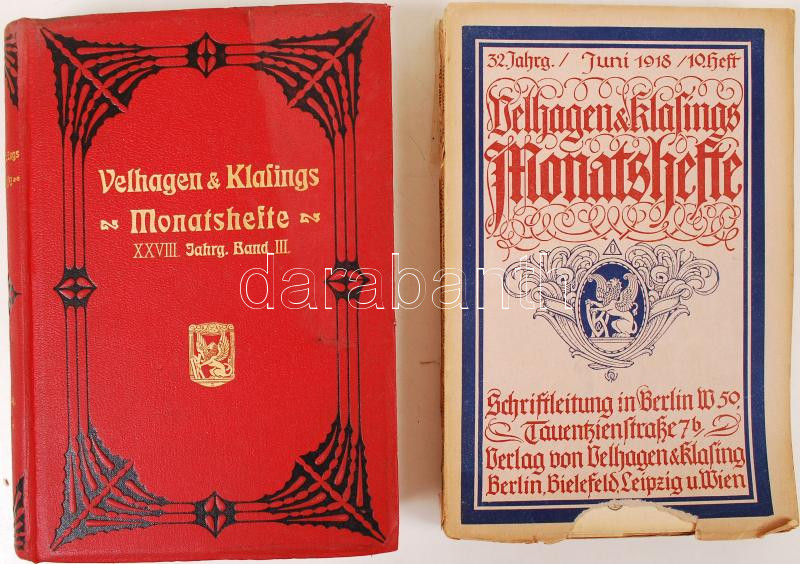 Velhagen & Klasings
Monatshefte
XXVIII. Jahrg. Band III.
32. Jahrg. / Juni 1918 / 10. Heft
Velhagen & Klasings
Monatshefte
Schriftleitung in Berlin W 50,
Tauentzienstraße 7b.
Verlag von Velhagen & Klasing
Berlin, Bielefeld, Leipzig u. Wien
darabanth